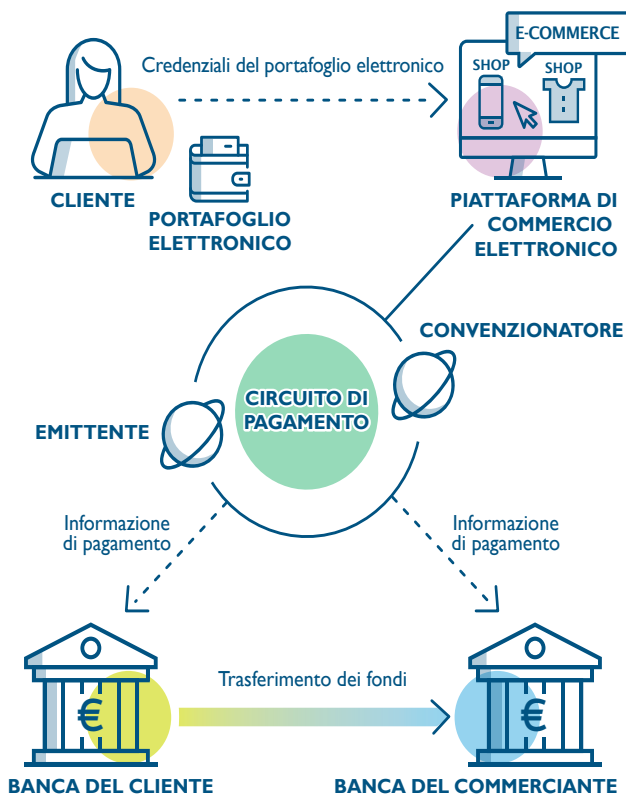 E-COMMERCE
SHOP
SHOP
Credenziali del portafoglio elettronico
CLIENTE
PORTAFOGLIO
ELETTRONICO
PIATTAFORMA DI
COMMERCIO
ELETTRONICO
CONVENZIONATORE
CIRCUITO DI
PAGAMENTO
EMITTENTE
Informazione
di pagamento
Informazione
di pagamento
Trasferimento dei fondi
€
€
BANCA DEL CLIENTE
BANCA DEL COMMERCIANTE